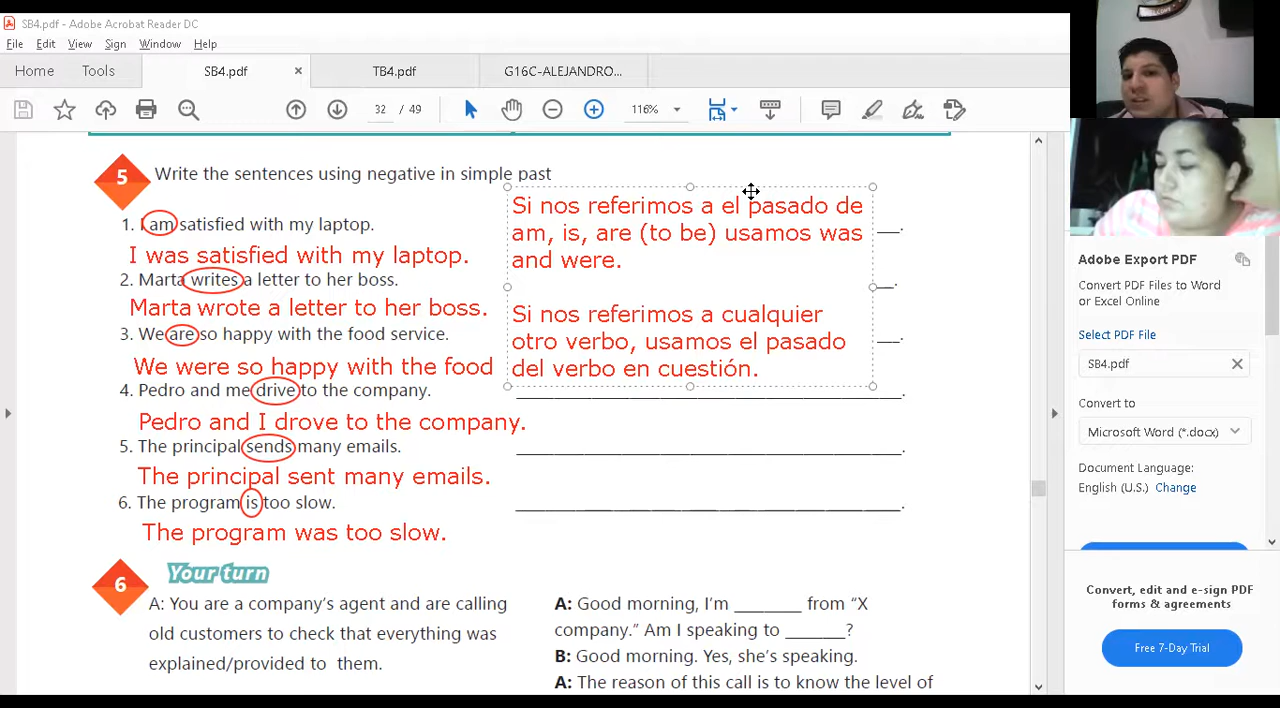 SB4.pdf - Adobe Acrobat Reader DC
File Edit View Sign Window Help
Home Tools SB4.pdf × TB4.pdf G16C-ALEJANDRO...
32 / 49 116%
5 Write the sentences using negative in simple past
1. I am satisfied with my laptop.
I was satisfied with my laptop.
2. Marta writes a letter to her boss.
Marta wrote a letter to her boss.
3. We are so happy with the food service.
We were so happy with the food
4. Pedro and me drive to the company.
Pedro and I drove to the company.
5. The principal sends many emails.
The principal sent many emails.
6. The program is too slow.
The program was too slow.
Si nos referimos a el pasado de
am, is, are (to be) usamos was
and were.
Si nos referimos a cualquier
otro verbo, usamos el pasado
del verbo en cuestión.
6 Your turn
A: You are a company's agent and are calling
old customers to check that everything was
explained/provided to them.
A: Good morning, I'm _______ from "X
company." Am I speaking to ______?
B: Good morning. Yes, she's speaking.
A: The reason of this call is to know the level of
Adobe Export PDF
Convert PDF Files to Word
or Excel Online
Select PDF File
SB4.pdf
Convert to
Microsoft Word (*.docx)
Document Language:
English (U.S.) Change
Convert, edit and e-sign PDF
forms & agreements
Free 7-Day Trial